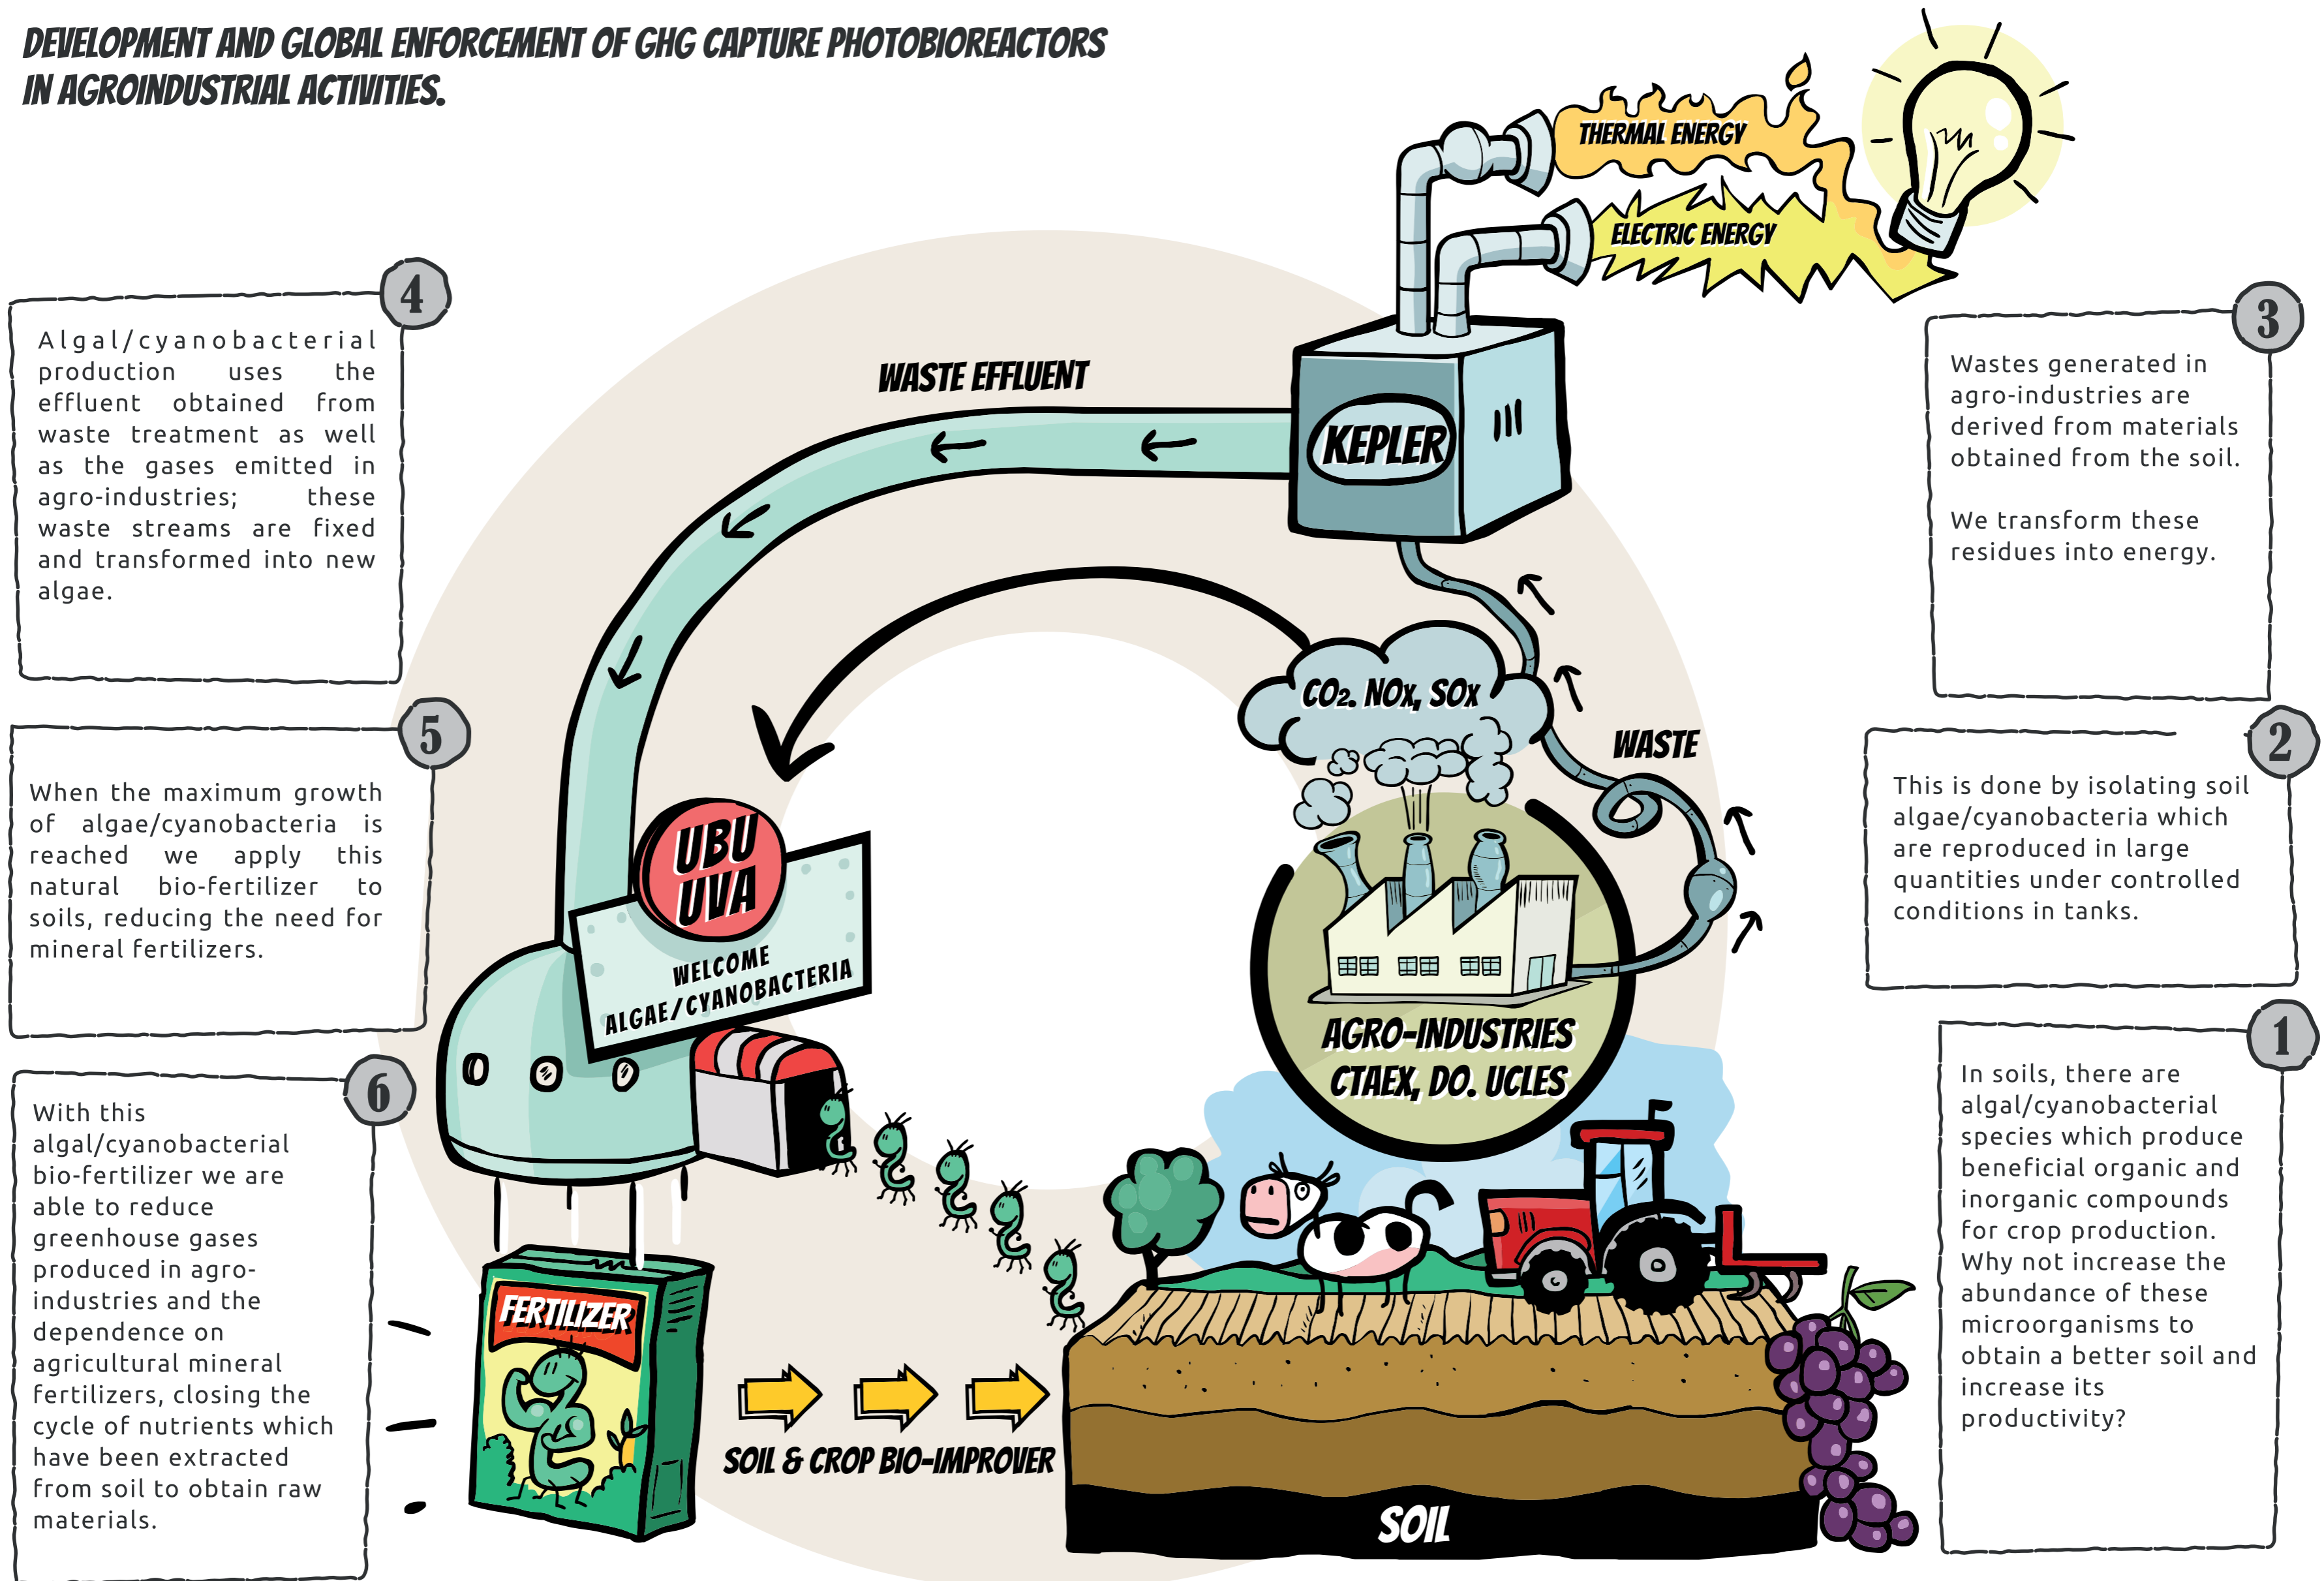 DEVELOPMENT AND GLOBAL ENFORCEMENT OF GHG CAPTURE PHOTOBIOREACTORS
IN AGROINDUSTRIAL ACTIVITIES.
THERMAL ENERGY
ELECTRIC ENERGY
KEPLER
WASTE EFFLUENT
CO₂. NOx, SOx
WASTE
UBU
UVA
WELCOME
ALGAE/CYANOBACTERIA
AGRO-INDUSTRIES
CTAEX, DO. UCLES
FERTILIZER
SOIL & CROP BIO-IMPROVER
SOIL
1
In soils, there are
algal/cyanobacterial
species which produce
beneficial organic and
inorganic compounds
for crop production.
Why not increase the
abundance of these
microorganisms to
obtain a better soil and
increase its
productivity?
2
This is done by isolating soil
algae/cyanobacteria which
are reproduced in large
quantities under controlled
conditions in tanks.
3
Wastes generated in
agro-industries are
derived from materials
obtained from the soil.
We transform these
residues into energy.
4
Algal/cyanobacterial
production uses the
effluent obtained from
waste treatment as well
as the gases emitted in
agro-industries; these
waste streams are fixed
and transformed into new
algae.
5
When the maximum growth
of algae/cyanobacteria is
reached we apply this
natural bio-fertilizer to
soils, reducing the need for
mineral fertilizers.
6
With this
algal/cyanobacterial
bio-fertilizer we are
able to reduce
greenhouse gases
produced in agro-
industries and the
dependence on
agricultural mineral
fertilizers, closing the
cycle of nutrients which
have been extracted
from soil to obtain raw
materials.